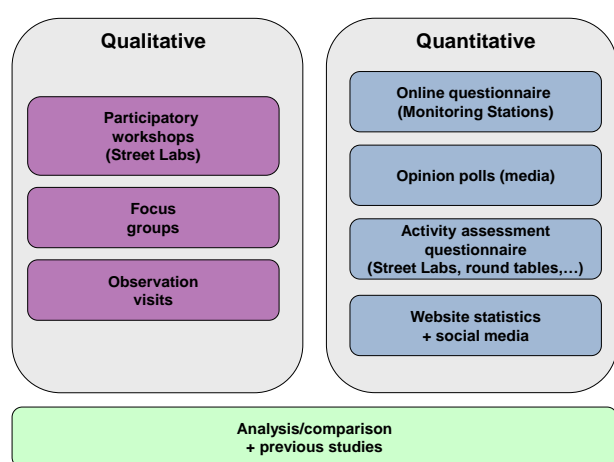 Qualitative
Participatory
workshops
(Street Labs)
Focus
groups
Observation
visits
Quantitative
Online questionnaire
(Monitoring Stations)
Opinion polls (media)
Activity assessment
questionnaire
(Street Labs, round tables,…)
Website statistics
+ social media
Analysis/comparison
+ previous studies